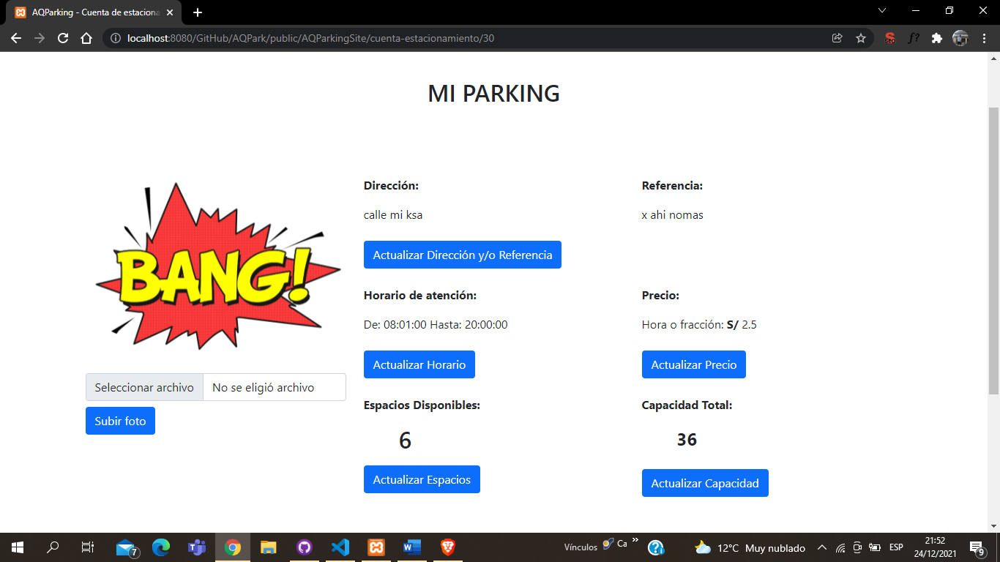 AQParking - Cuenta de estaciona
localhost:8080/GitHub/AQPark/public/AQParkingSite/cuenta-estacionamiento/30
MI PARKING
BANG!
Seleccionar archivo No se eligió archivo
Subir foto
Dirección:
calle mi ksa
Referencia:
x ahi nomas
Actualizar Dirección y/o Referencia
Horario de atención:
De: 08:01:00 Hasta: 20:00:00
Actualizar Horario
Precio:
Hora o fracción: S/ 2.5
Actualizar Precio
Espacios Disponibles:
6
Actualizar Espacios
Capacidad Total:
36
Actualizar Capacidad
7
Vínculos Ca »
12°C Muy nublado
ESP
21:52
24/12/2021
9